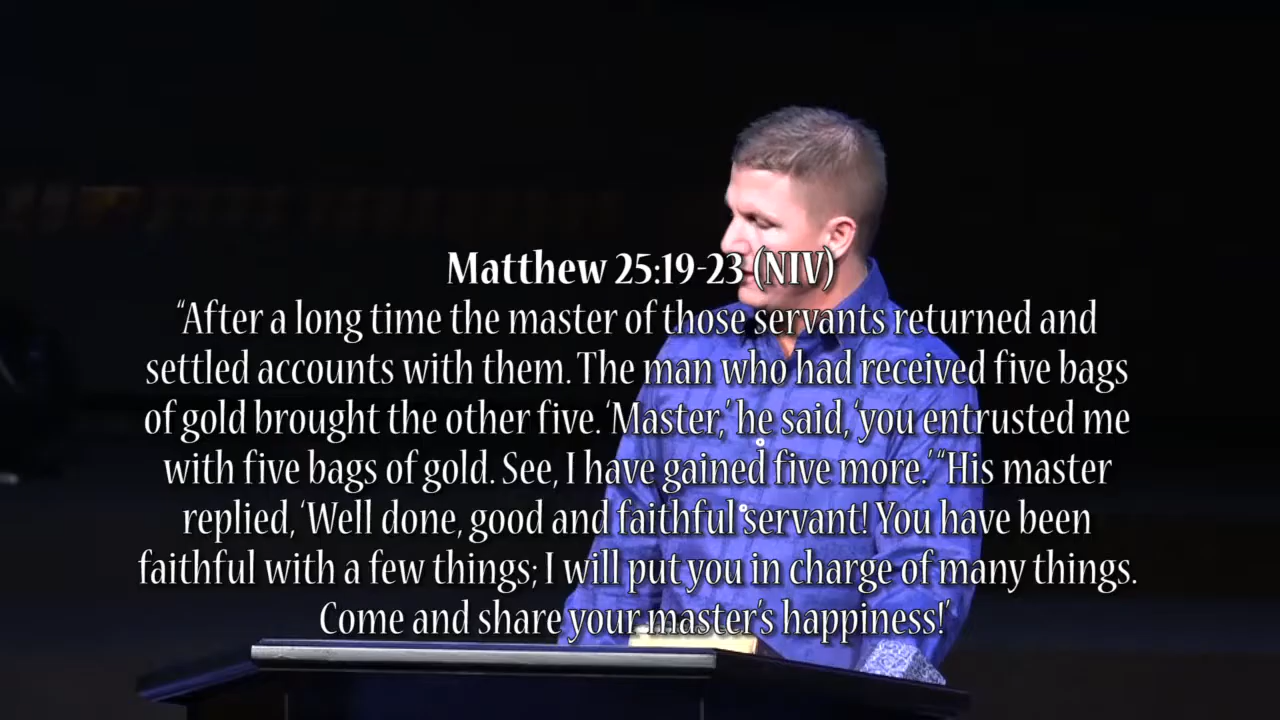 Matthew 25:19-23 (NIV)
“After a long time the master of those servants returned and
settled accounts with them. The man who had received five bags
of gold brought the other five. ‘Master,’ he said, ‘you entrusted me
with five bags of gold. See, I have gained five more.’ “His master
replied, ‘Well done, good and faithful servant! You have been
faithful with a few things; I will put you in charge of many things.
Come and share your master’s happiness!’